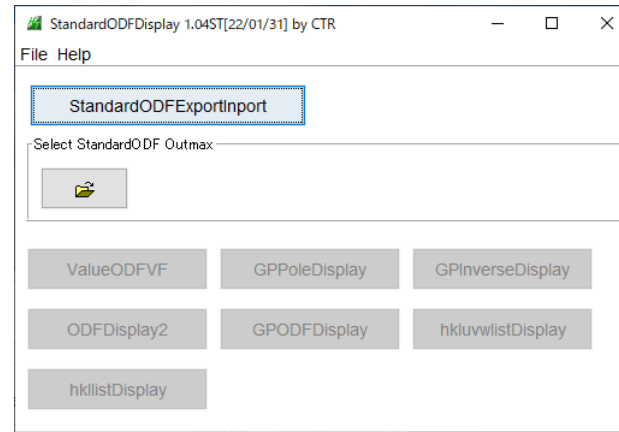 StandardODFDisplay 1.04ST[22/01/31] by CTR
File Help
StandardODFExportInport
Select StandardODF Outmax
ValueODFVF GPPoleDisplay GPInverseDisplay
ODFDisplay2 GPODFDisplay hkluvwlistDisplay
hkllistDisplay